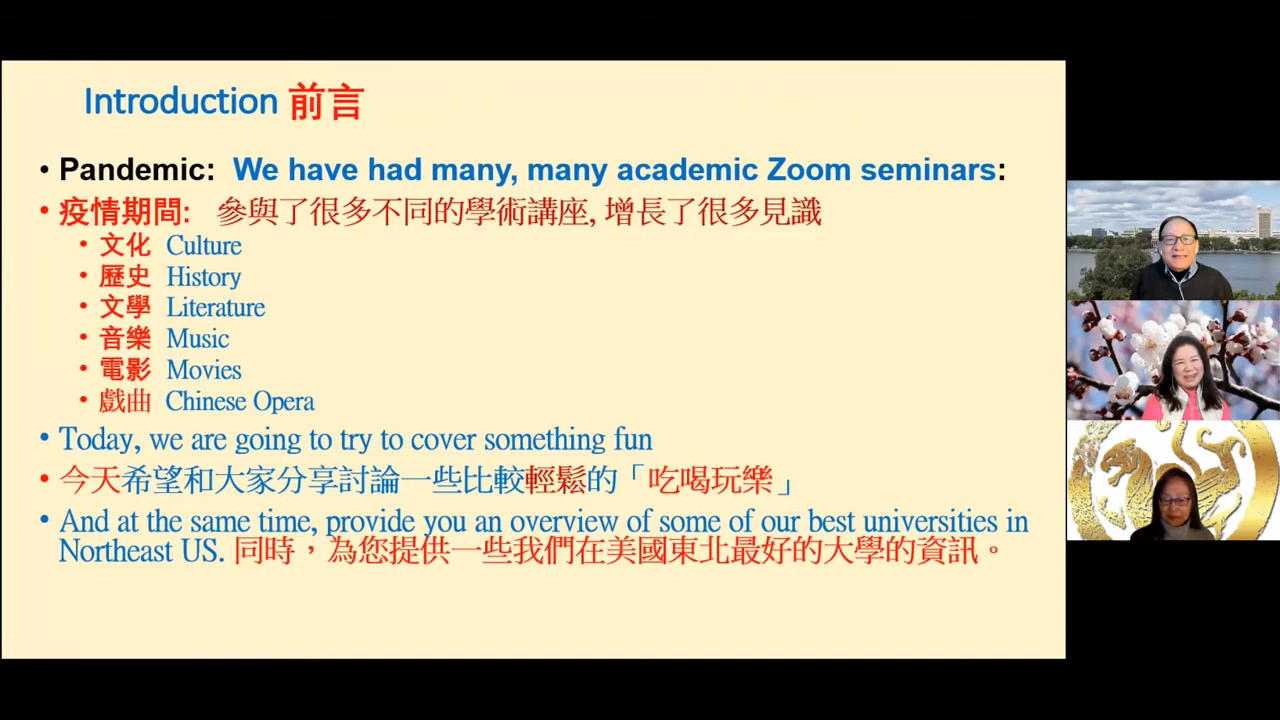 Introduction 前言
• Pandemic: We have had many, many academic Zoom seminars:
• 疫情期間: 參與了很多不同的學術講座, 增長了很多見識
• 文化 Culture
• 歷史 History
• 文學 Literature
• 音樂 Music
• 電影 Movies
• 戲曲 Chinese Opera
• Today, we are going to try to cover something fun
• 今天希望和大家分享討論一些比較輕鬆的「吃喝玩樂」
• And at the same time, provide you an overview of some of our best universities in
Northeast US. 同時，為您提供一些我們在美國東北最好的大學的資訊。